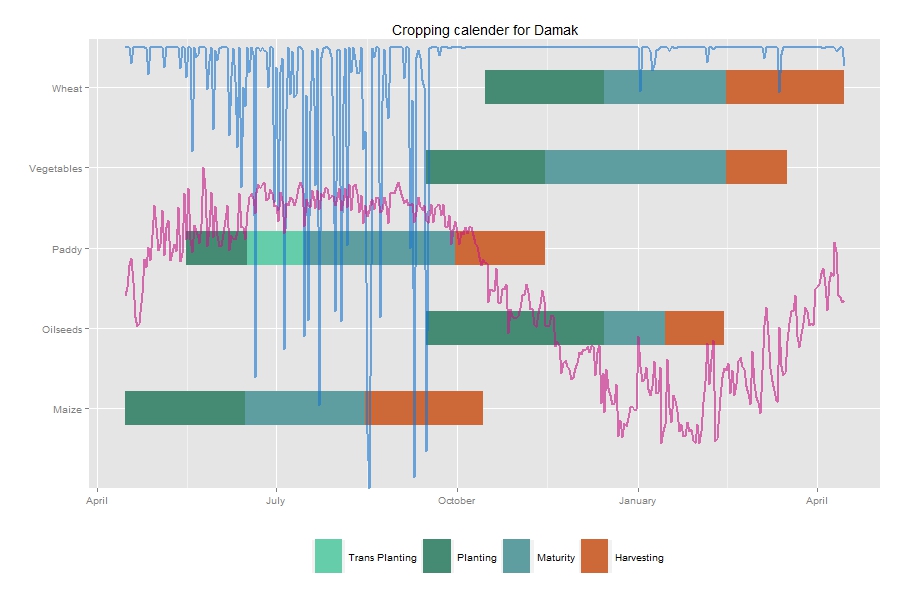 Cropping calender for Damak
Wheat
Vegetables
Paddy
Oilseeds
Maize
April July October January April
Trans Planting Planting Maturity Harvesting